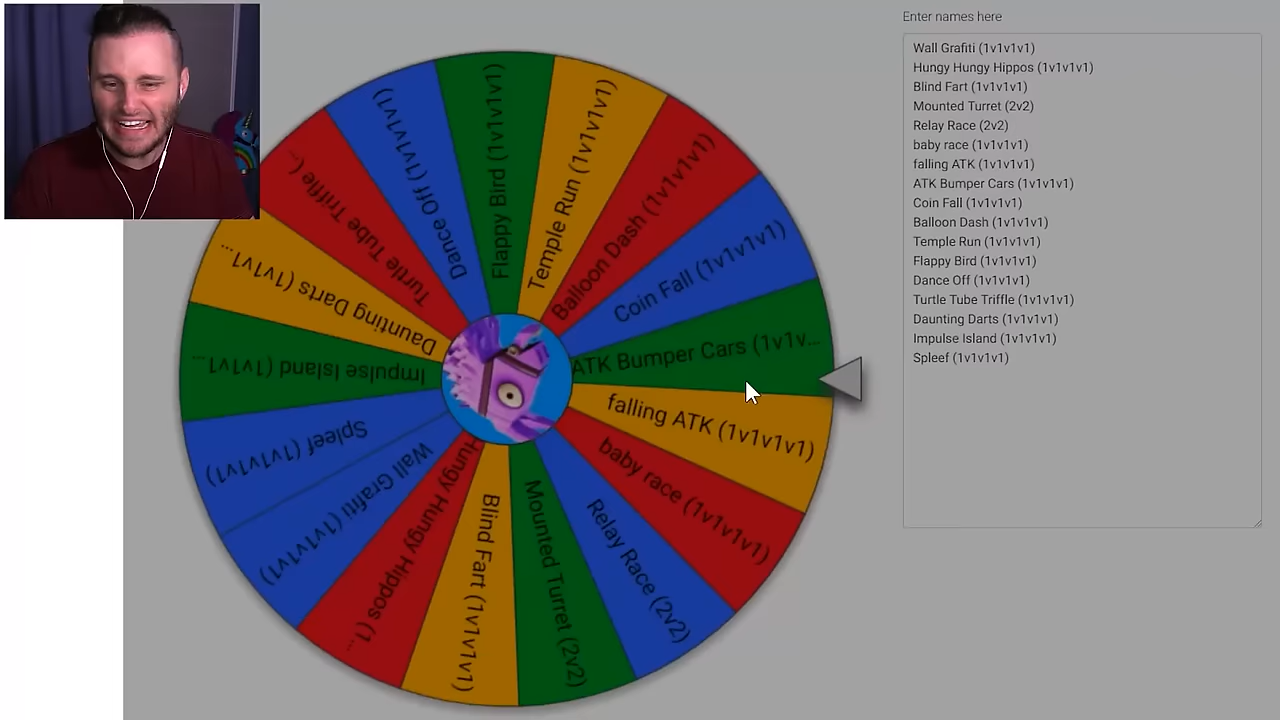 Enter names here
Wall Grafiti (1v1v1v1)
Hungy Hungy Hippos (1v1v1v1)
Blind Fart (1v1v1v1)
Mounted Turret (2v2)
Relay Race (2v2)
baby race (1v1v1v1)
falling ATK (1v1v1v1)
ATK Bumper Cars (1v1v1v1)
Coin Fall (1v1v1v1)
Balloon Dash (1v1v1v1)
Temple Run (1v1v1v1)
Flappy Bird (1v1v1v1)
Dance Off (1v1v1v1)
Turtle Tube Triffle (1v1v1v1)
Daunting Darts (1v1v1v1)
Impulse Island (1v1v1v1)
Spleef (1v1v1v1)
Flappy Bird (1v1v1v1)
Temple Run (1v1v1v1)
Balloon Dash (1v1v1v1)
Coin Fall (1v1v1v1)
ATK Bumper Cars (1v1v...
falling ATK (1v1v1v1)
baby race (1v1v1v1)
Relay Race (2v2)
Mounted Turret (2v2)
Blind Fart (1v1v1v1)
Hungy Hungy Hippos (1...
Wall Grafiti (1v1v1v1)
Spleef (1v1v1v1)
Impulse Island (1v1v1...
Daunting Darts (1v1v1...
Turtle Tube Triffle (...
Dance Off (1v1v1v1)